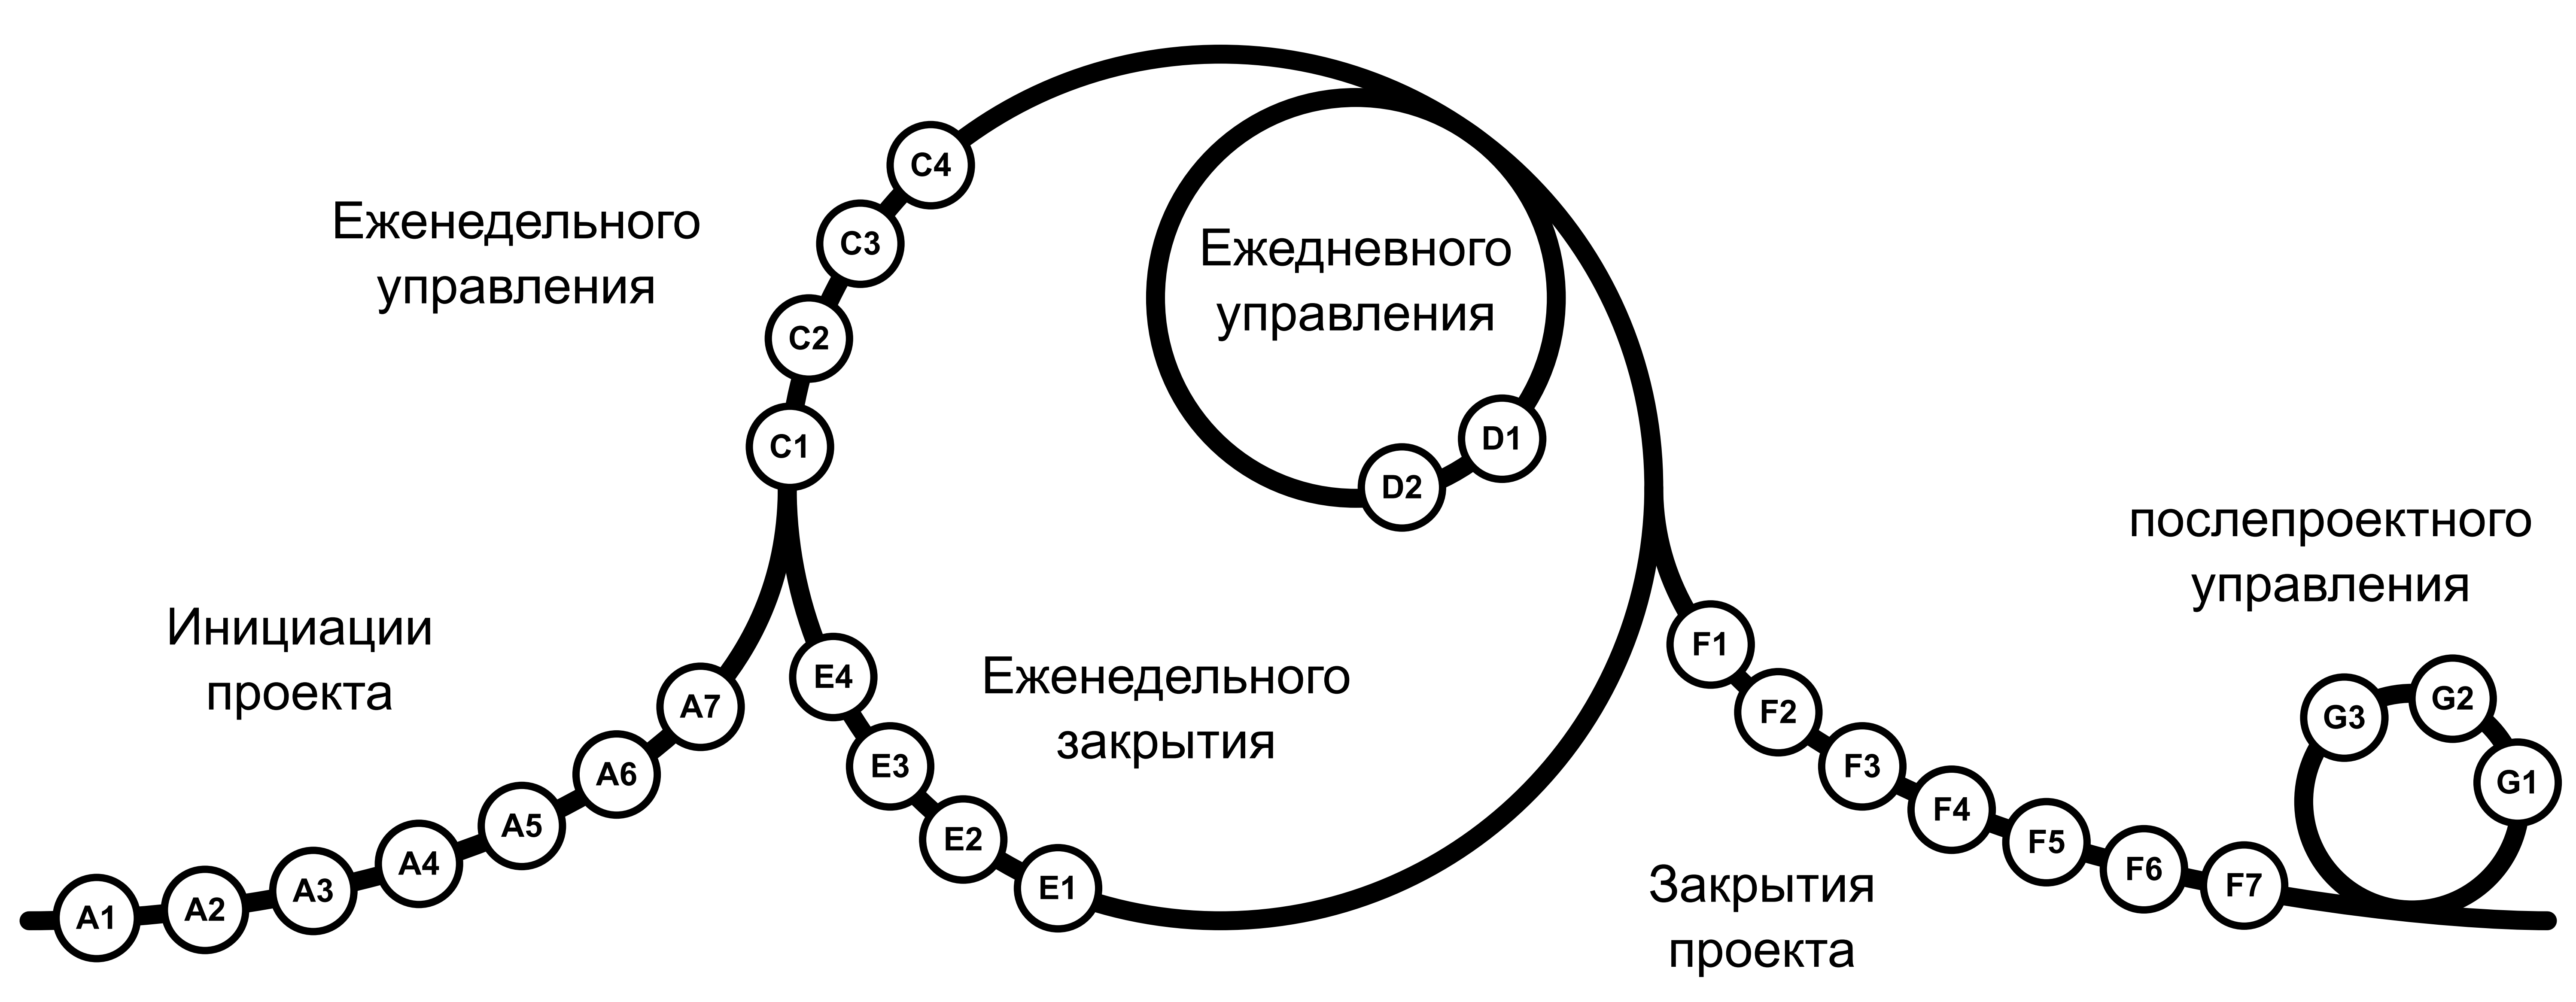 Инициации
проекта
A1
A2
A3
A4
A5
A6
A7
Еженедельного
управления
C1
C2
C3
C4
Ежедневного
управления
D1
D2
Еженедельного
закрытия
E1
E2
E3
E4
Закрытия
проекта
F1
F2
F3
F4
F5
F6
F7
послепроектного
управления
G1
G2
G3